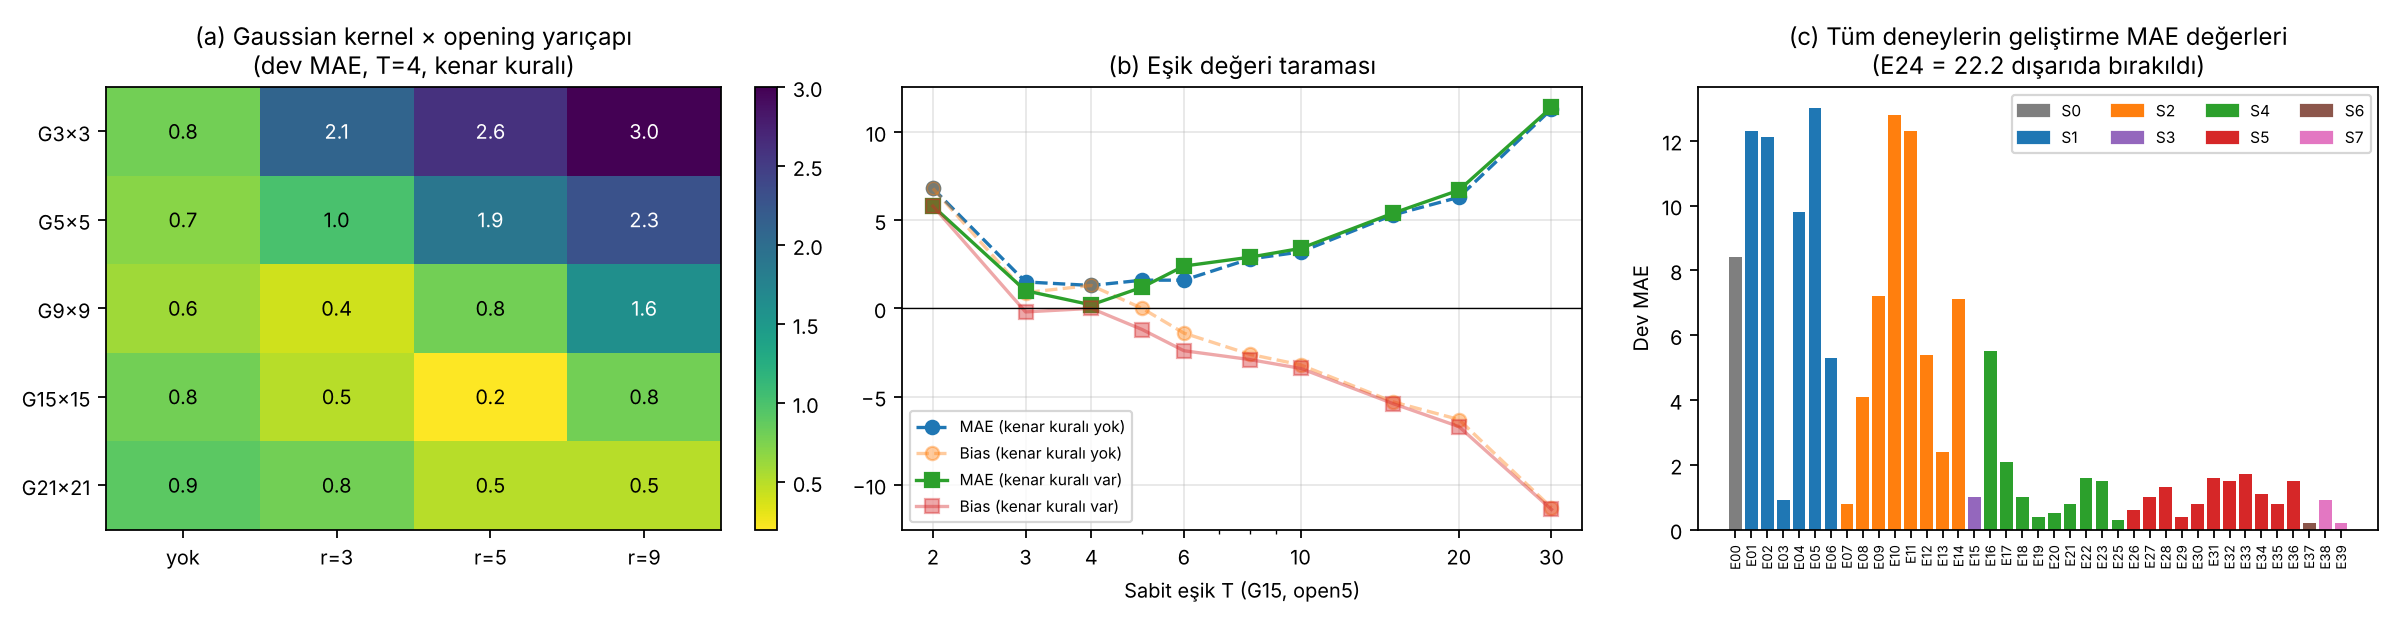 (a) Gaussian kernel × opening yarıçapı
(dev MAE, T=4, kenar kuralı)
G3×3
0.8
2.1
2.6
3.0
G5×5
0.7
1.0
1.9
2.3
G9×9
0.6
0.4
0.8
1.6
G15×15
0.8
0.5
0.2
0.8
G21×21
0.9
0.8
0.5
0.5
yok
r=3
r=5
r=9
3.0
2.5
2.0
1.5
1.0
0.5
(b) Eşik değeri taraması
10
5
0
−5
−10
MAE (kenar kuralı yok)
Bias (kenar kuralı yok)
MAE (kenar kuralı var)
Bias (kenar kuralı var)
2
3
4
6
10
20
30
Sabit eşik T (G15, open5)
(c) Tüm deneylerin geliştirme MAE değerleri
(E24 = 22.2 dışarıda bırakıldı)
Dev MAE
12
10
8
6
4
2
0
S0
S1
S2
S3
S4
S5
S6
S7
E00
E01
E02
E03
E04
E05
E06
E07
E08
E09
E10
E11
E12
E13
E14
E15
E16
E17
E18
E19
E20
E21
E22
E23
E25
E26
E27
E28
E29
E30
E31
E32
E33
E34
E35
E36
E37
E38
E39